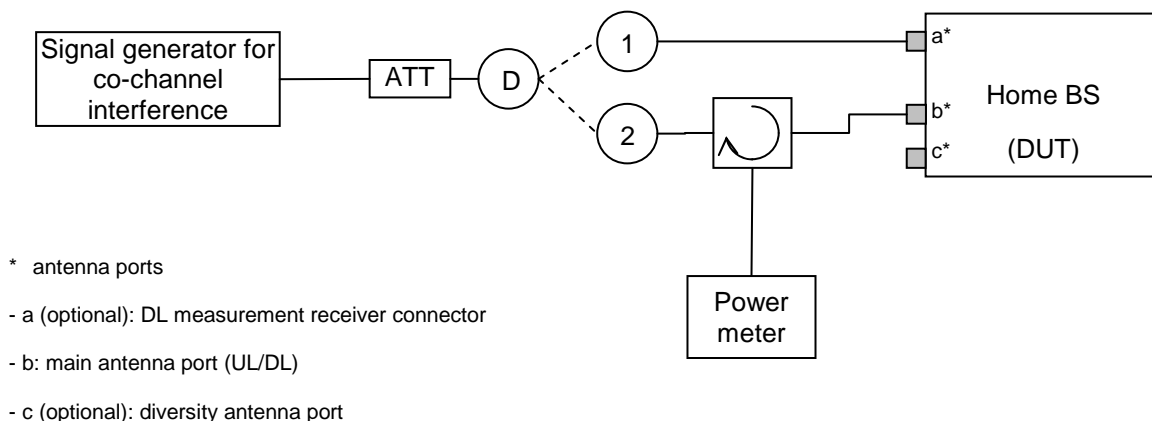 Signal generator for
co-channel
interference
ATT
D
1
2
a*
b*
c*
Home BS
(DUT)
Power
meter
* antenna ports
- a (optional): DL measurement receiver connector
- b: main antenna port (UL/DL)
- c (optional): diversity antenna port